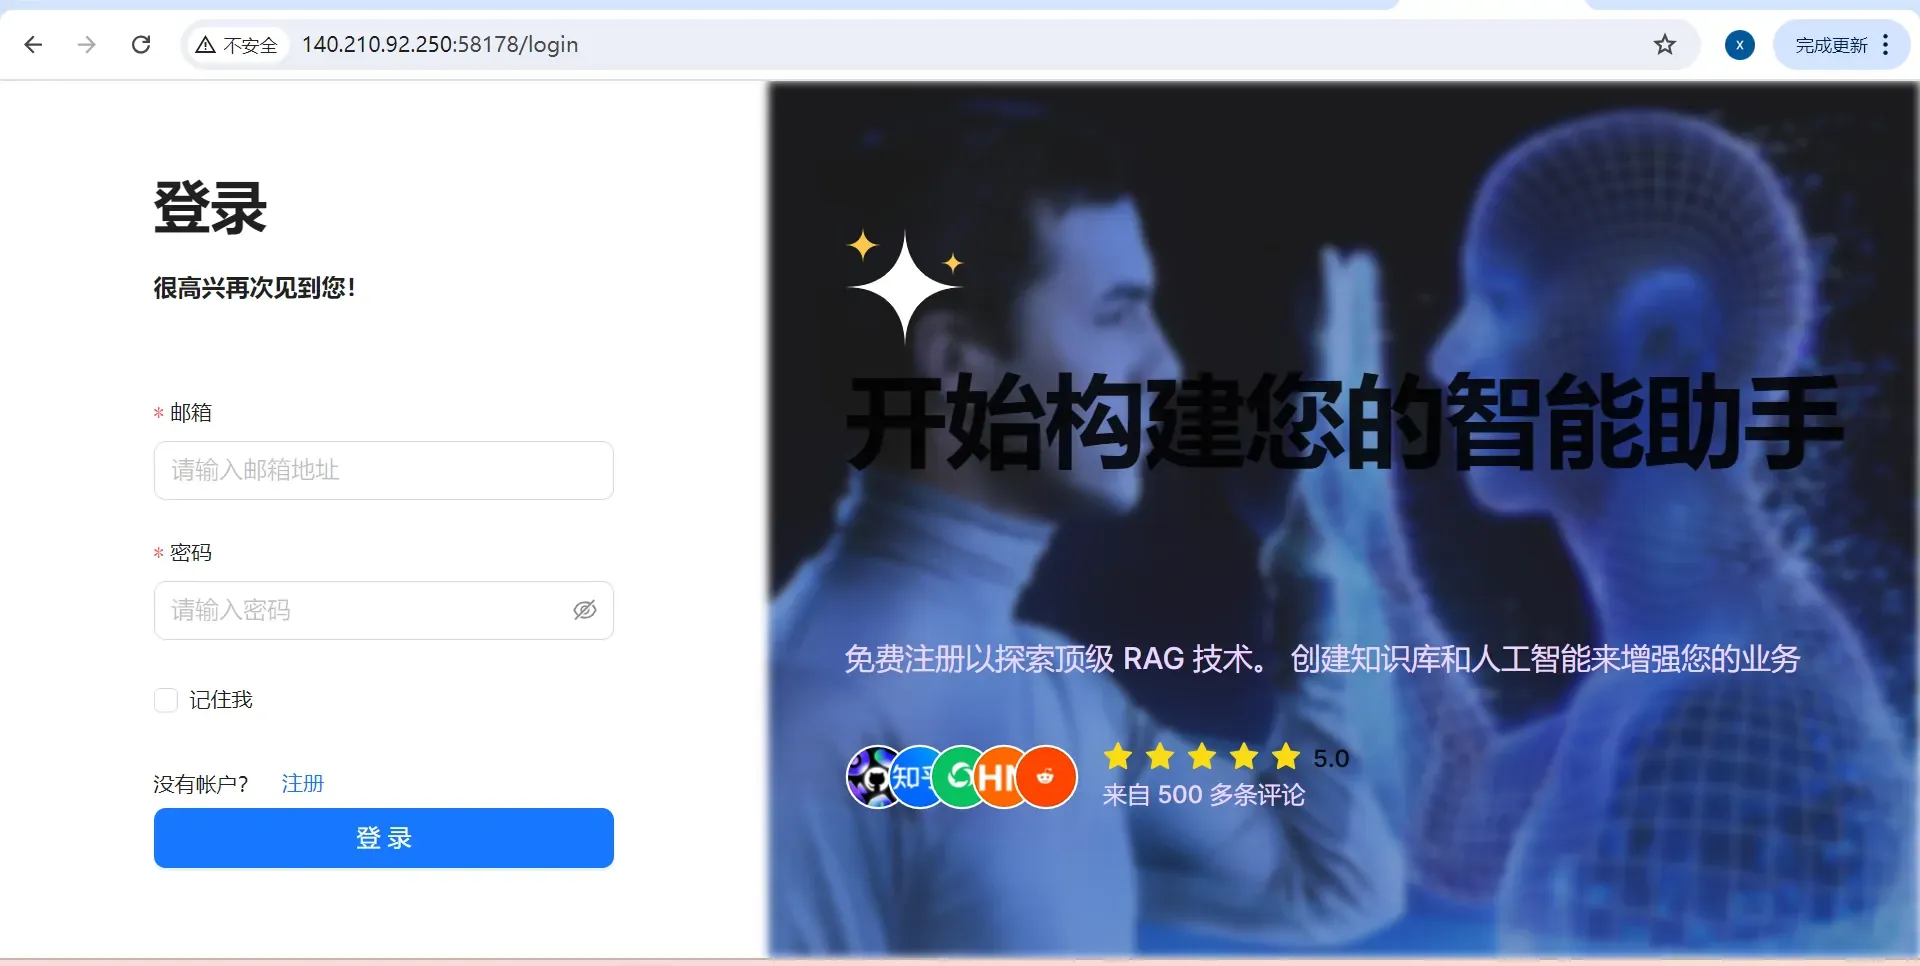 不安全
140.210.92.250:58178/login
x
完成更新
登录
很高兴再次见到您！
* 邮箱
请输入邮箱地址
* 密码
请输入密码
记住我
没有帐户？ 注册
登 录
开始构建您的智能助手
免费注册以探索顶级 RAG 技术。 创建知识库和人工智能来增强您的业务
知乎
HN
5.0
来自 500 多条评论